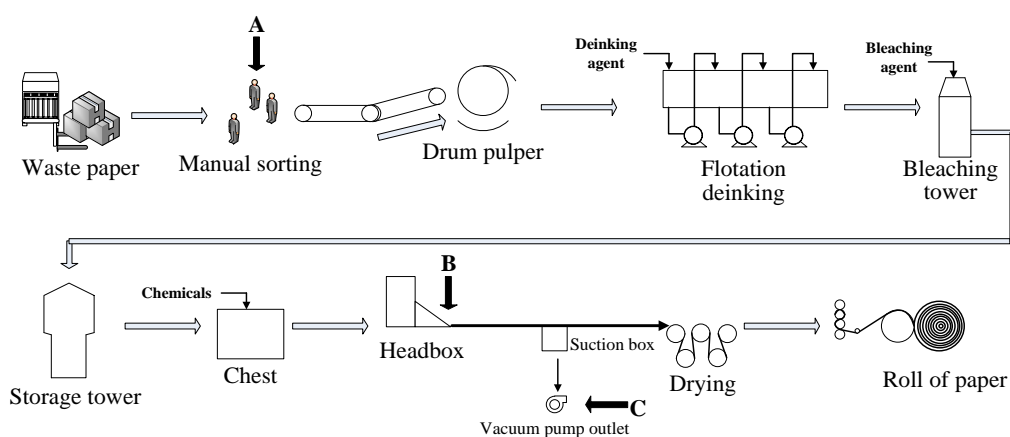 A
Deinking
agent
Bleaching
agent
Waste paper
Manual sorting
Drum pulper
Flotation
deinking
Bleaching
tower
B
Chemicals
Headbox
Suction box
Storage tower
Chest
Drying
Roll of paper
C
Vacuum pump outlet